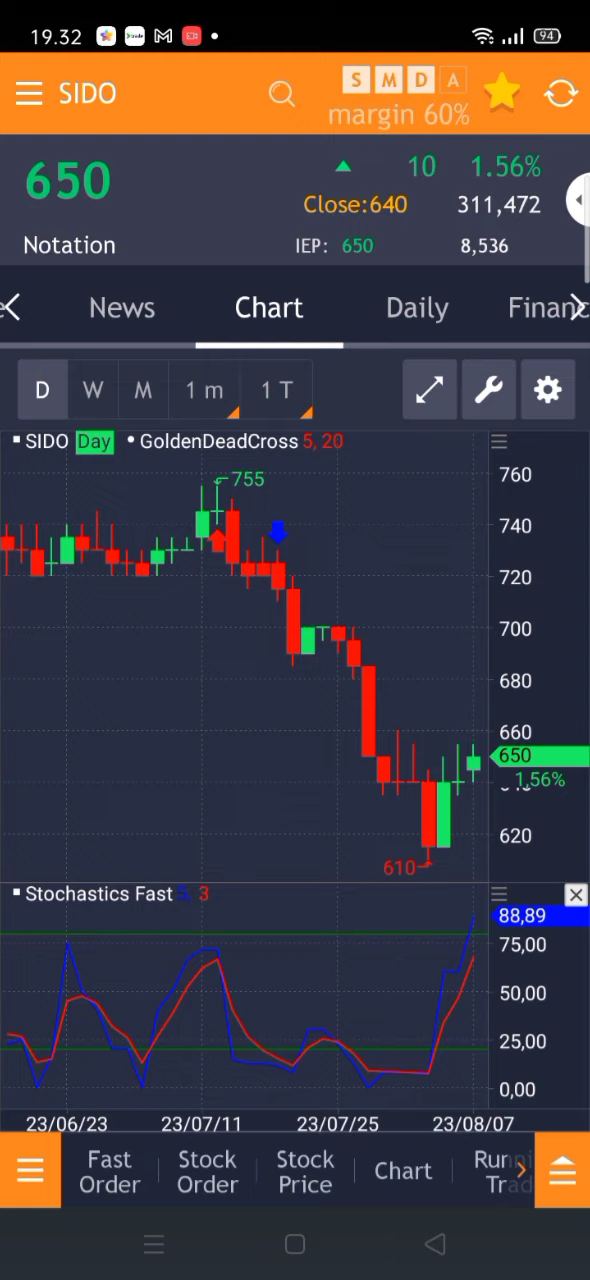 19.32
94
SIDO
S M D A
margin 60%
650
10 1.56%
Close:640 311,472
Notation
IEP: 650 8,536
News Chart Daily Financ
D W M 1 m 1 T
SIDO Day GoldenDeadCross 5, 20
755
760
740
720
700
680
660
650
1,56%
620
610
Stochastics Fast 5, 3
88,89
75,00
50,00
25,00
0,00
23/06/23 23/07/11 23/07/25 23/08/07
Fast Order
Stock Order
Stock Price
Chart